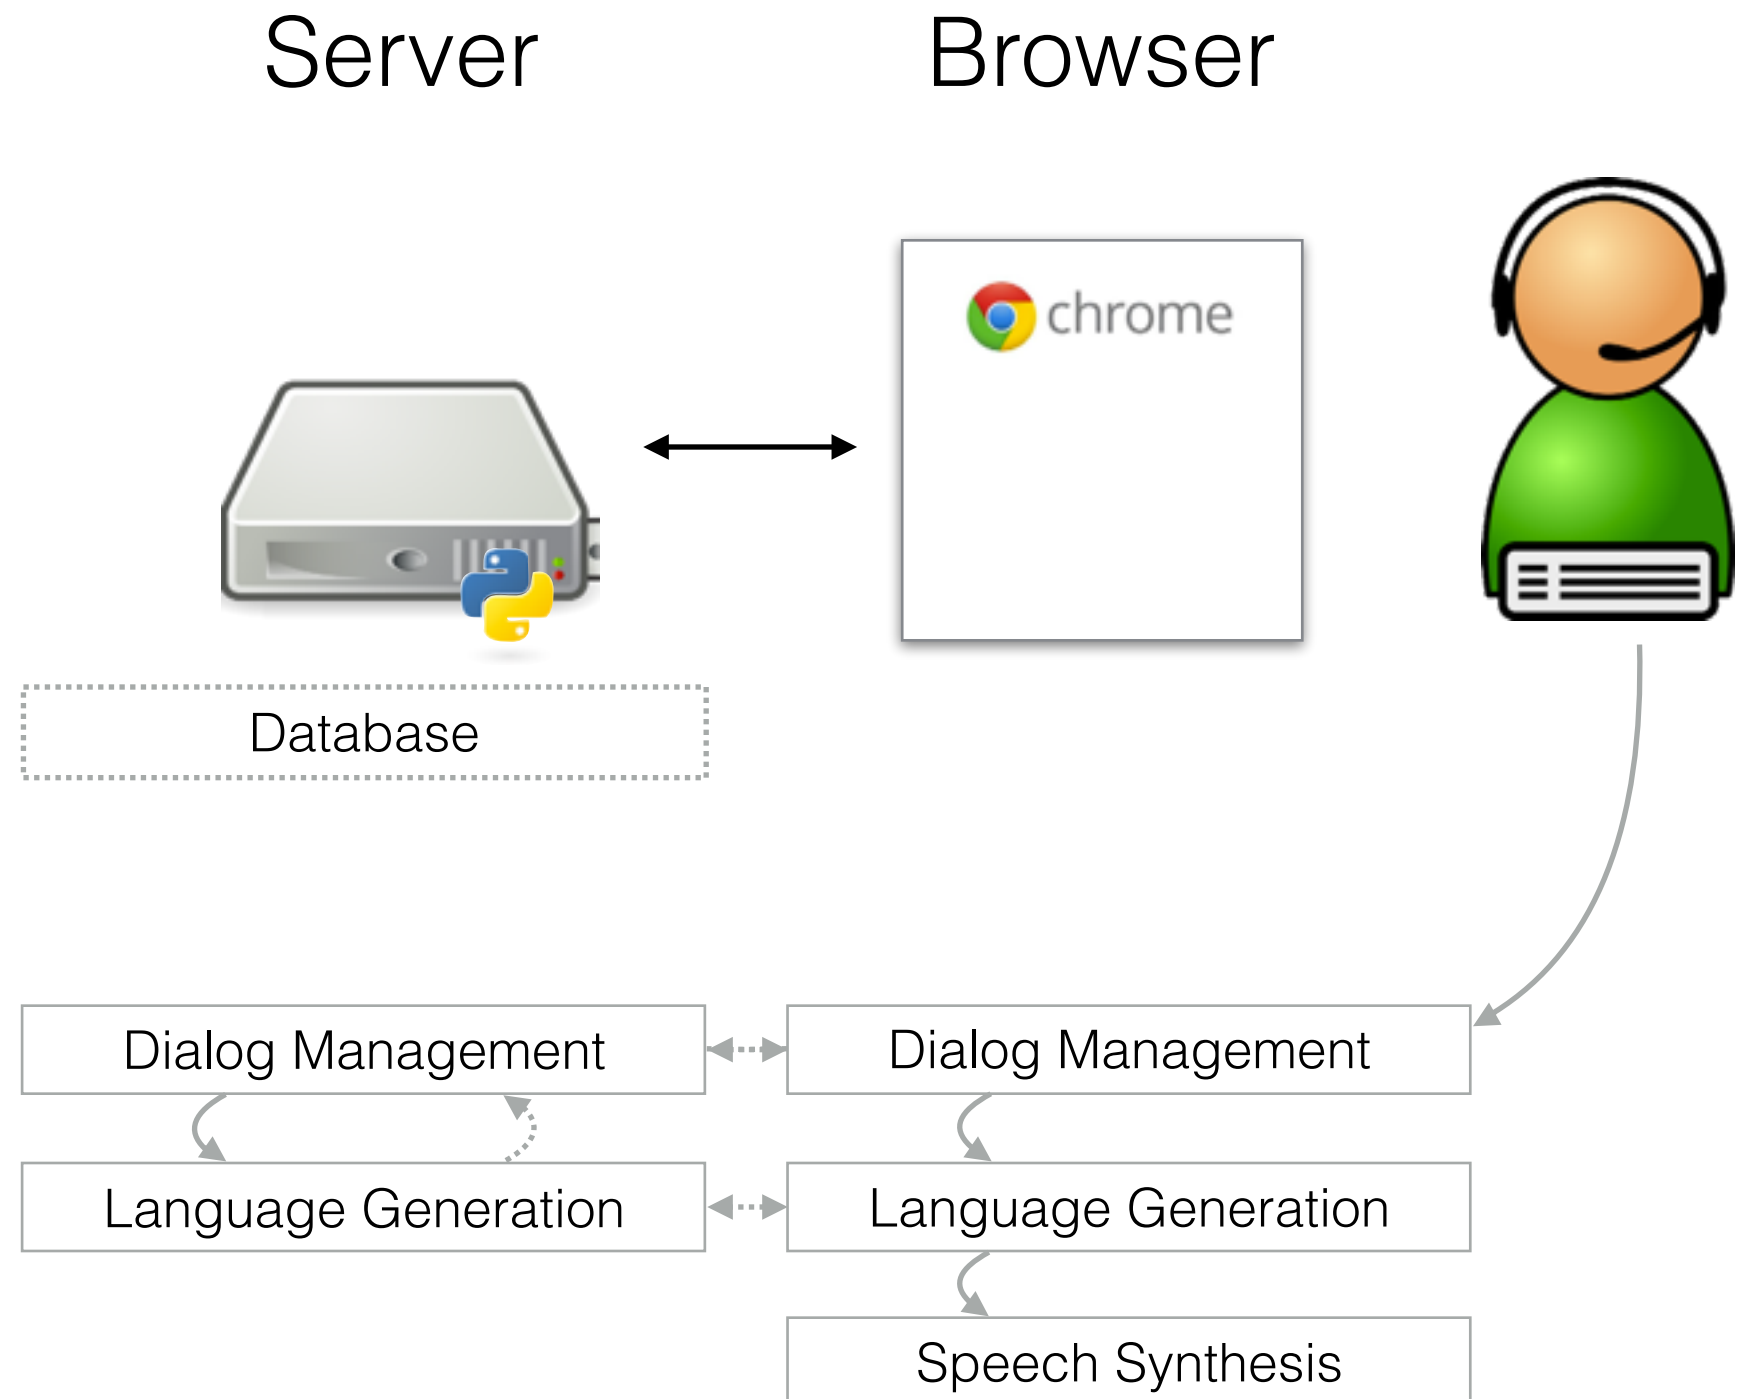 Server
Browser
chrome
Database
Dialog Management
Dialog Management
Language Generation
Language Generation
Speech Synthesis